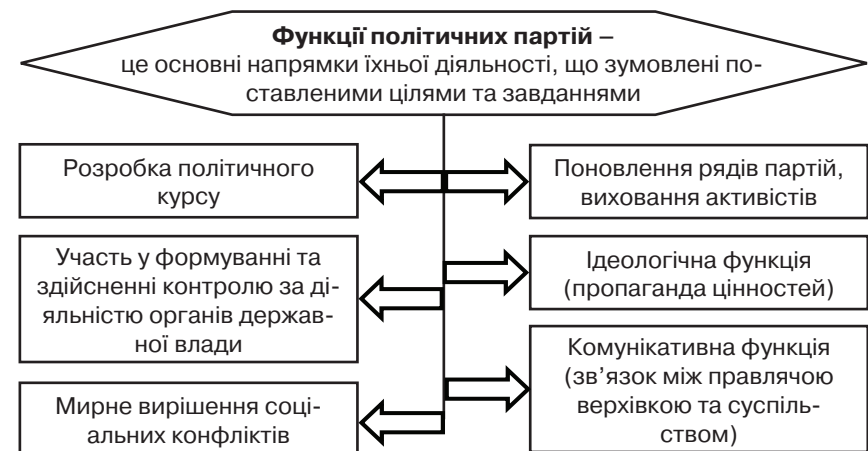 Функції політичних партій –
це основні напрямки їхньої діяльності, що зумовлені по-
ставленими цілями та завданнями
Розробка політичного
курсу
Поновлення рядів партій,
виховання активістів
Участь у формуванні та
здійсненні контролю за ді-
яльністю органів держав-
ної влади
Ідеологічна функція
(пропаганда цінностей)
Мирне вирішення соці-
альних конфліктів
Комунікативна функція
(зв’язок між правлячою
верхівкою та суспіль-
ством)